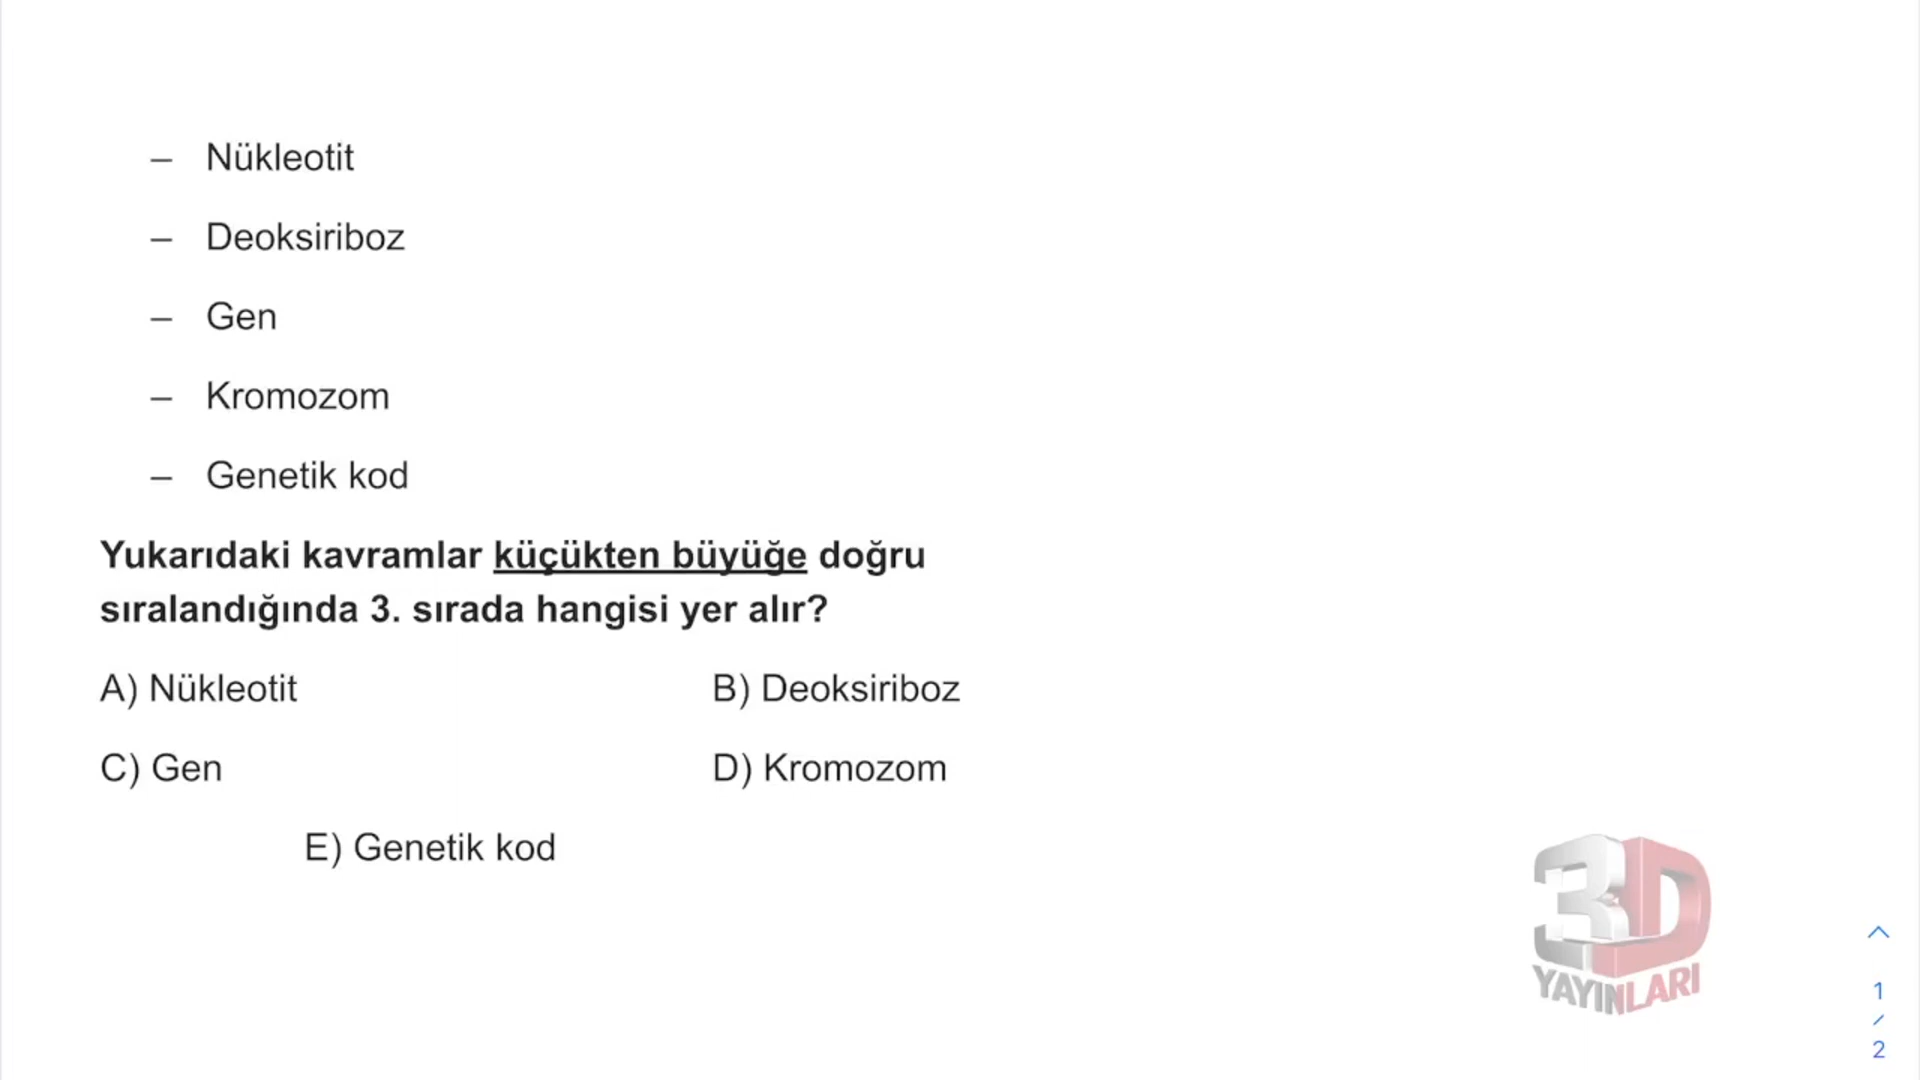 – Nükleotit
– Deoksiriboz
– Gen
– Kromozom
– Genetik kod
Yukarıdaki kavramlar küçükten büyüğe doğru
sıralandığında 3. sırada hangisi yer alır?
A) Nükleotit B) Deoksiriboz
C) Gen D) Kromozom
E) Genetik kod
3D
YAYINLARI
1
/
2